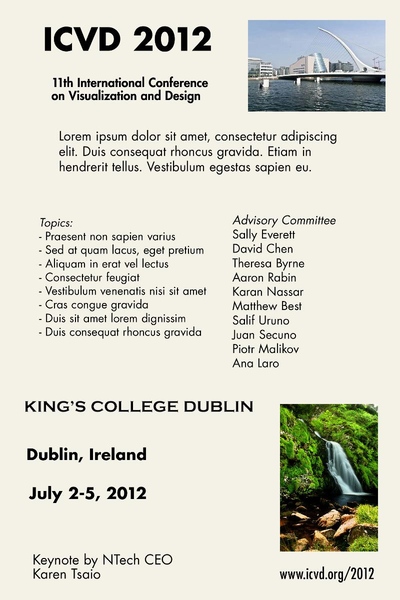 ICVD 2012
11th International Conference
on Visualization and Design
Lorem ipsum dolor sit amet, consectetur adipiscing
elit. Duis consequat rhoncus gravida. Etiam in
hendrerit tellus. Vestibulum egestas sapien eu.
Topics:
- Praesent non sapien varius
- Sed at quam lacus, eget pretium
- Aliquam in erat vel lectus
- Consectetur feugiat
- Vestibulum venenatis nisi sit amet
- Cras congue gravida
- Duis sit amet lorem dignissim
- Duis consequat rhoncus gravida
Advisory Committee
Sally Everett
David Chen
Theresa Byrne
Aaron Rabin
Karan Nassar
Matthew Best
Salif Uruno
Juan Secuno
Piotr Malikov
Ana Laro
KING'S COLLEGE DUBLIN
Dublin, Ireland
July 2-5, 2012
Keynote by NTech CEO
Karen Tsaio
www.icvd.org/2012